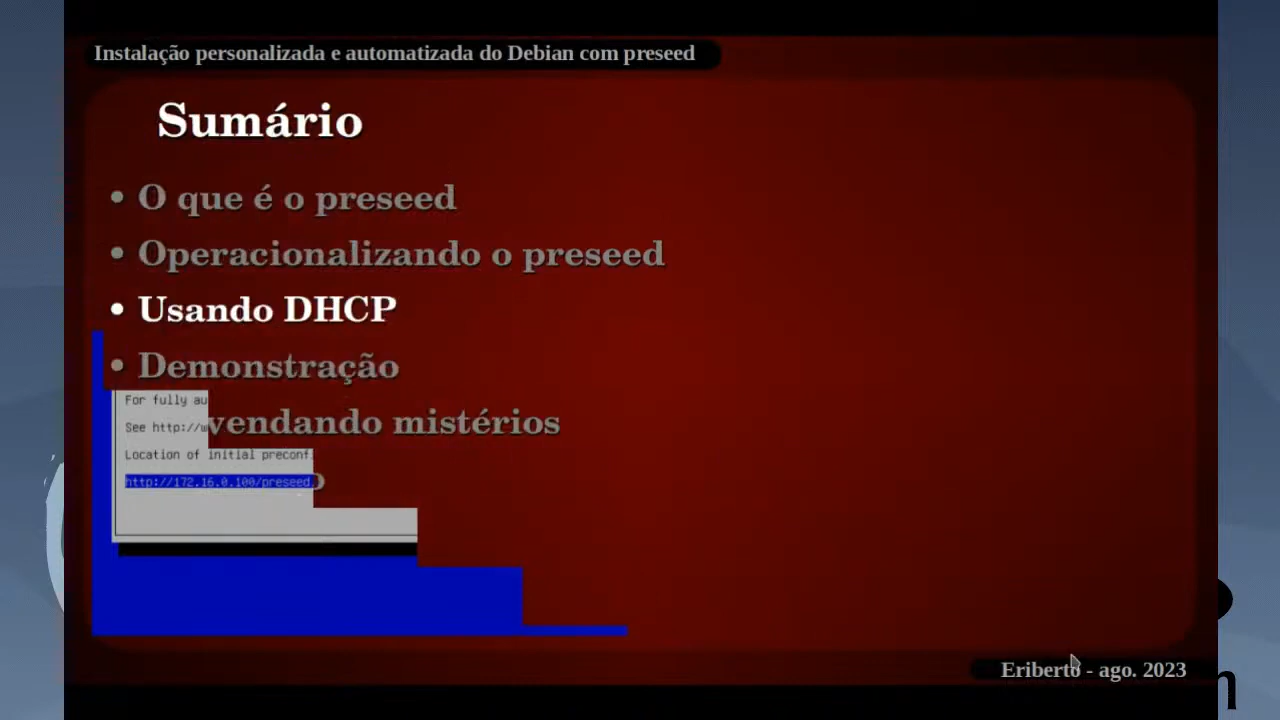 Instalação personalizada e automatizada do Debian com preseed
Sumário
• O que é o preseed
• Operacionalizando o preseed
• Usando DHCP
• Demonstração
For fully au
vendando mistérios
See http://w
Location of initial preconf
http://172.16.0.100/preseed.
Eriberto - ago. 2023